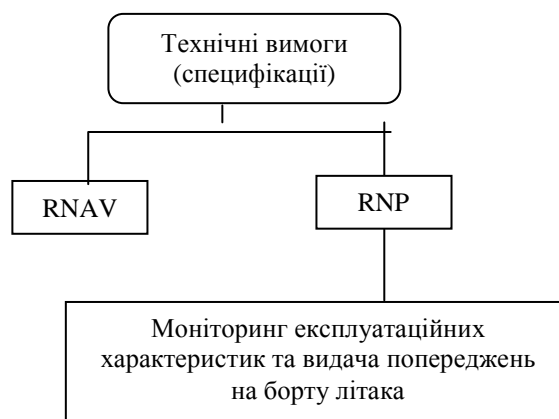 Технічні вимоги
(специфікації)
RNAV
RNP
Моніторинг експлуатаційних
характеристик та видача попереджень
на борту літака